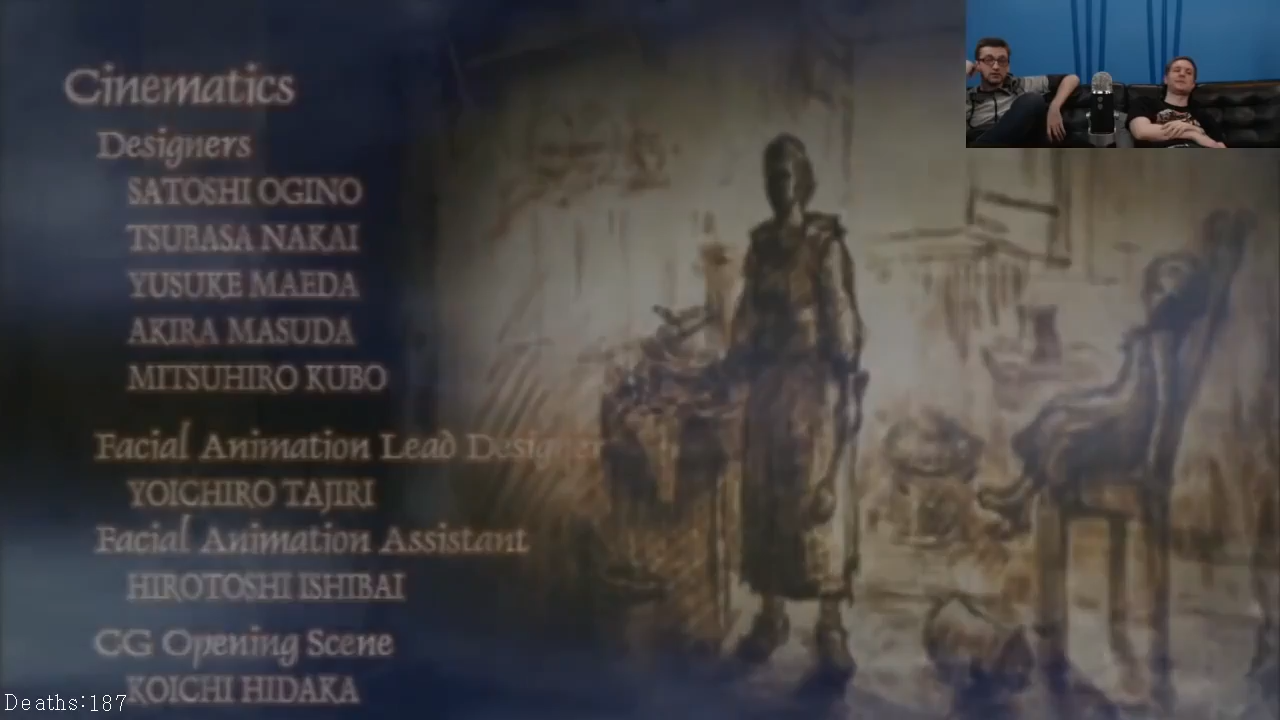 Cinematics
Designers
SATOSHI OGINO
TSUBASA NAKAI
YUSUKE MAEDA
AKIRA MASUDA
MITSUHIRO KUBO
Facial Animation Lead Designer
YOICHIRO TAJIRI
Facial Animation Assistant
HIROTOSHI ISHIBAI
CG Opening Scene
KOICHI HIDAKA
Deaths:187